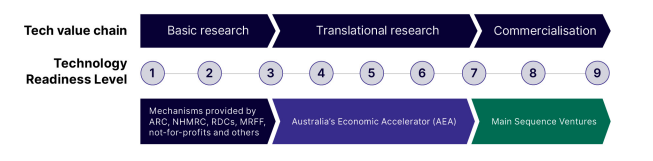 Tech value chain
Basic research
Translational research
Commercialisation
Technology
Readiness Level
1 2 3 4 5 6 7 8 9
Mechanisms provided by
ARC, NHMRC, RDCs, MRFF,
not-for-profits and others
Australia's Economic Accelerator (AEA)
Main Sequence Ventures